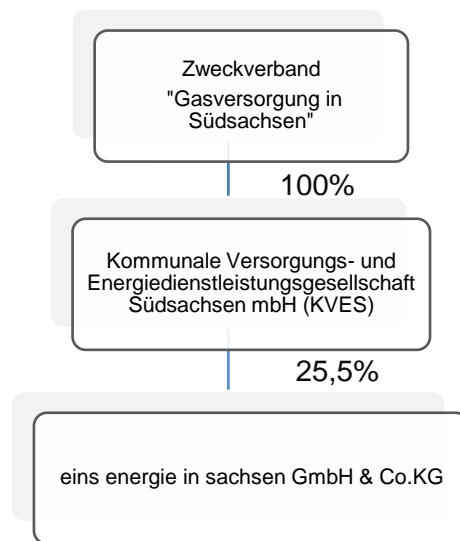 Zweckverband
"Gasversorgung in
Südsachsen"
100%
Kommunale Versorgungs- und
Energiedienstleistungsgesellschaft
Südsachsen mbH (KVES)
25,5%
eins energie in sachsen GmbH & Co.KG